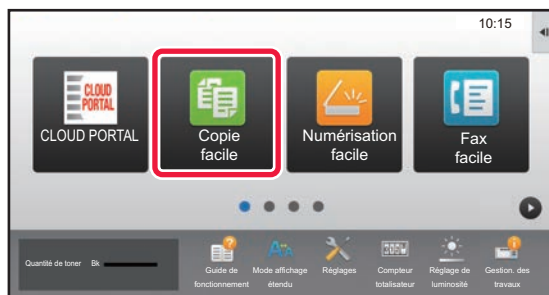 10:15
CLOUD
PORTAL
CLOUD PORTAL
Copie
facile
Numérisation
facile
Fax
facile
Quantité de toner Bk
Guide de
fonctionnement
Mode affichage
étendu
Réglages
Compteur
totalisateur
Réglage de
luminosité
Gestion. des
travaux